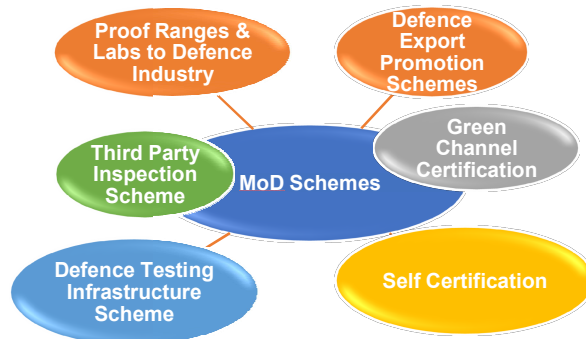 Proof Ranges &
Labs to Defence
Industry
Defence
Export
Promotion
Schemes
Third Party
Inspection
Scheme
MoD Schemes
Green
Channel
Certification
Defence Testing
Infrastructure
Scheme
Self Certification